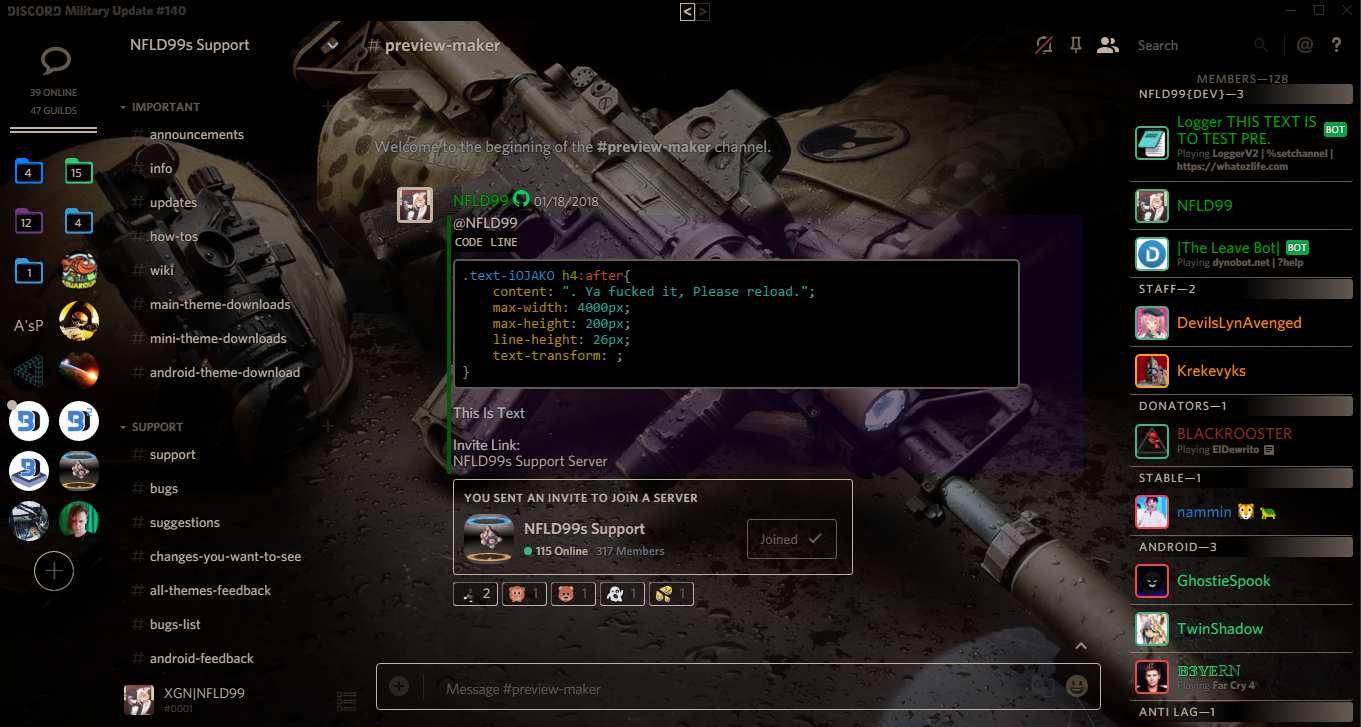 DISCORD Military Update #140
< >
39 ONLINE
47 GUILDS
4
15
12
4
1
A'sP
NFLD99s Support
IMPORTANT
# announcements
# info
# updates
# how-tos
# wiki
# main-theme-downloads
# mini-theme-downloads
# android-theme-download
SUPPORT
# support
# bugs
# suggestions
# changes-you-want-to-see
# all-themes-feedback
# bugs-list
# android-feedback
XGN|NFLD99
#0001
# preview-maker
Search
@ ?
Welcome to the beginning of the #preview-maker channel.
NFLD99 01/18/2018
@NFLD99
CODE LINE
.text-iOJAKO h4:after{
content: ". Ya fucked it, Please reload.";
max-width: 4000px;
max-height: 200px;
line-height: 26px;
text-transform: ;
}
This Is Text
Invite Link:
NFLD99s Support Server
YOU SENT AN INVITE TO JOIN A SERVER
NFLD99s Support
115 Online 317 Members
Joined
2 1 1 1 1
Message #preview-maker
MEMBERS—128
NFLD99{DEV}—3
Logger THIS TEXT IS
TO TEST PRE. BOT
Playing LoggerV2 | %setchannel |
https://whatezlife.com
NFLD99
|The Leave Bot| BOT
Playing dynobot.net | ?help
STAFF—2
DevilsLynAvenged
Krekevyks
DONATORS—1
BLACKROOSTER
Playing ElDewrito
STABLE—1
nammin
ANDROID—3
GhostieSpook
TwinShadow
B3YERN
Playing Far Cry 4
ANTI LAG—1